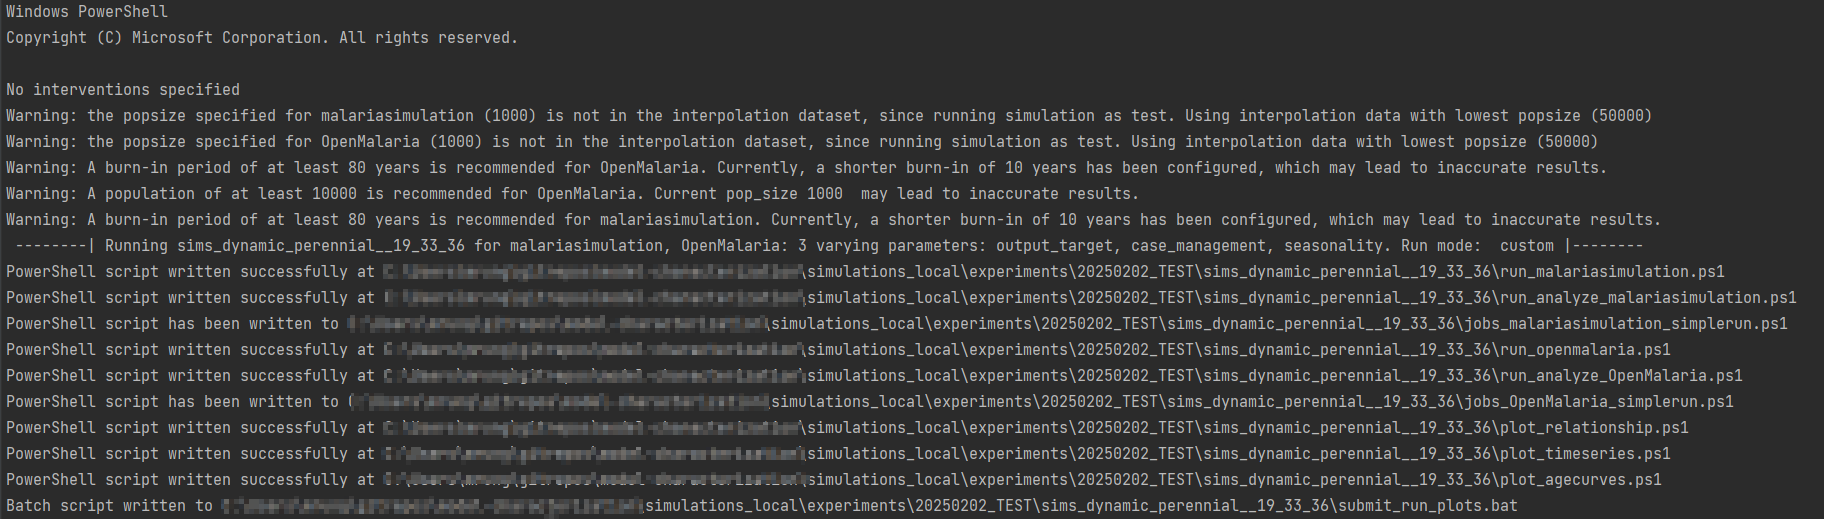 Windows PowerShell
Copyright (C) Microsoft Corporation. All rights reserved.
No interventions specified
Warning: the popsize specified for malariasimulation (1000) is not in the interpolation dataset, since running simulation as test. Using interpolation data with lowest popsize (50000)
Warning: the popsize specified for OpenMalaria (1000) is not in the interpolation dataset, since running simulation as test. Using interpolation data with lowest popsize (50000)
Warning: A burn-in period of at least 80 years is recommended for OpenMalaria. Currently, a shorter burn-in of 10 years has been configured, which may lead to inaccurate results.
Warning: A population of at least 10000 is recommended for OpenMalaria. Current pop_size 1000  may lead to inaccurate results.
Warning: A burn-in period of at least 80 years is recommended for malariasimulation. Currently, a shorter burn-in of 10 years has been configured, which may lead to inaccurate results.
--------| Running sims_dynamic_perennial__19_33_36 for malariasimulation, OpenMalaria: 3 varying parameters: output_target, case_management, seasonality. Run mode:  custom |--------
PowerShell script written successfully at \simulations_local\experiments\20250202_TEST\sims_dynamic_perennial__19_33_36\run_malariasimulation.ps1
PowerShell script written successfully at \simulations_local\experiments\20250202_TEST\sims_dynamic_perennial__19_33_36\run_analyze_malariasimulation.ps1
PowerShell script has been written to \simulations_local\experiments\20250202_TEST\sims_dynamic_perennial__19_33_36\jobs_malariasimulation_simplerun.ps1
PowerShell script written successfully at \simulations_local\experiments\20250202_TEST\sims_dynamic_perennial__19_33_36\run_openmalaria.ps1
PowerShell script written successfully at \simulations_local\experiments\20250202_TEST\sims_dynamic_perennial__19_33_36\run_analyze_OpenMalaria.ps1
PowerShell script has been written to simulations_local\experiments\20250202_TEST\sims_dynamic_perennial__19_33_36\jobs_OpenMalaria_simplerun.ps1
PowerShell script written successfully at simulations_local\experiments\20250202_TEST\sims_dynamic_perennial__19_33_36\plot_relationship.ps1
PowerShell script written successfully at simulations_local\experiments\20250202_TEST\sims_dynamic_perennial__19_33_36\plot_timeseries.ps1
PowerShell script written successfully at simulations_local\experiments\20250202_TEST\sims_dynamic_perennial__19_33_36\plot_agecurves.ps1
Batch script written to simulations_local\experiments\20250202_TEST\sims_dynamic_perennial__19_33_36\submit_run_plots.bat